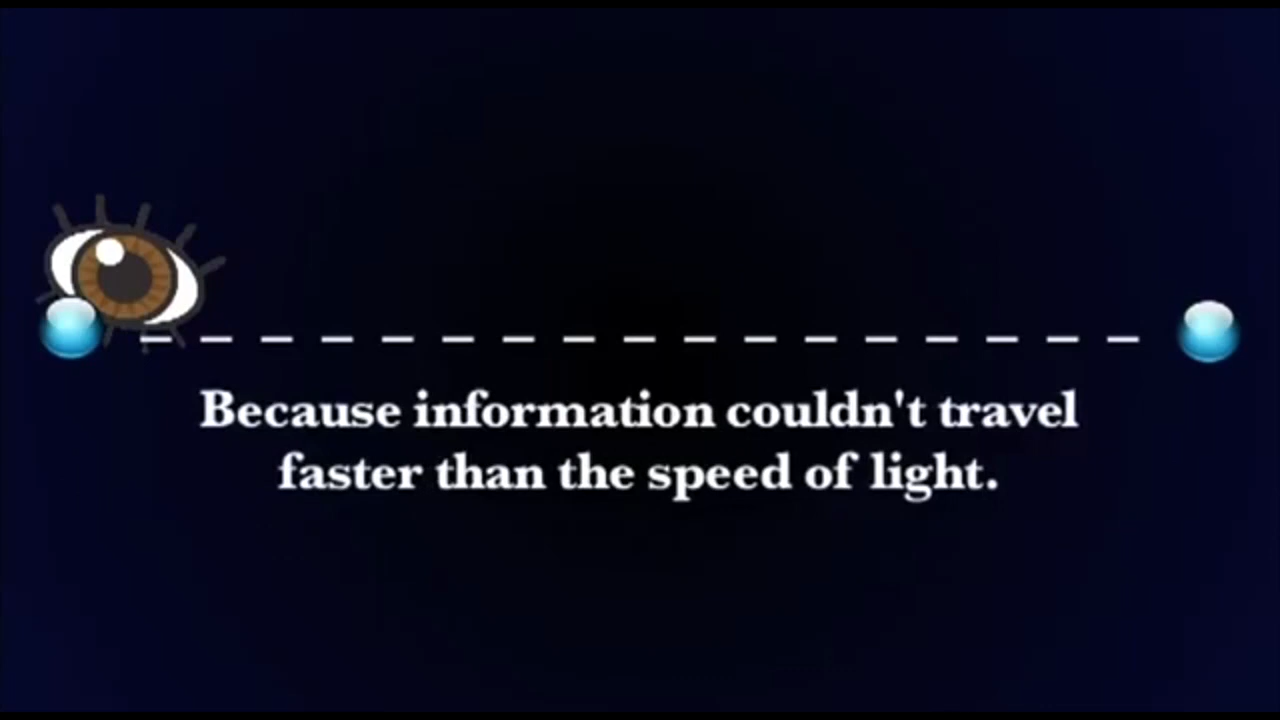 Because information couldn't travel
faster than the speed of light.